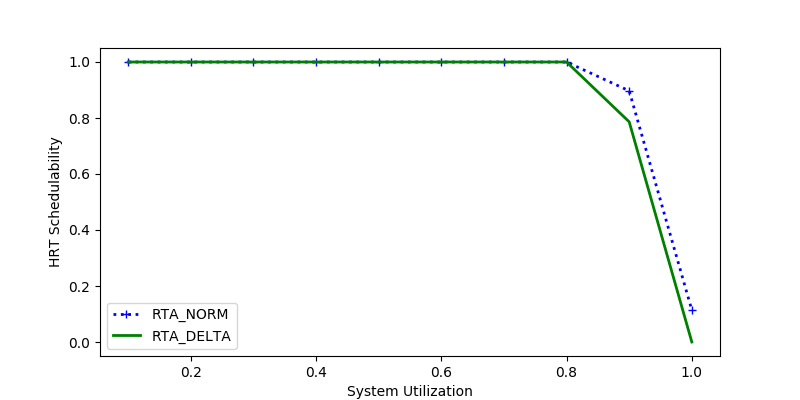 1.0
0.8
0.6
0.4
0.2
0.0
HRT Schedulability
RTA_NORM
RTA_DELTA
0.2 0.4 0.6 0.8 1.0
System Utilization